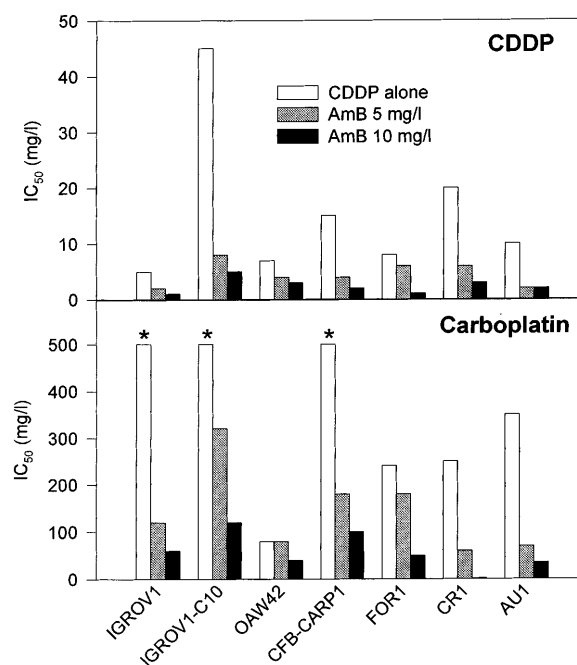 CDDP
50
40
30
20
10
0
IC50 (mg/l)
CDDP alone
AmB 5 mg/l
AmB 10 mg/l
Carboplatin
500
400
300
200
100
0
IC50 (mg/l)
* * *
IGROV1
IGROV1-C10
OAW42
CFB-CARP1
FOR1
CR1
AU1